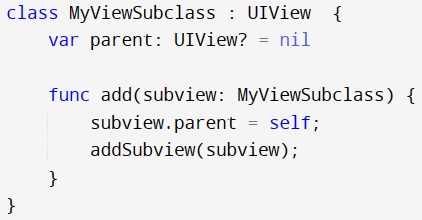 class MyViewSubclass : UIView  {
    var parent: UIView? = nil

    func add(subview: MyViewSubclass) {
        subview.parent = self;
        addSubview(subview);
    }
}